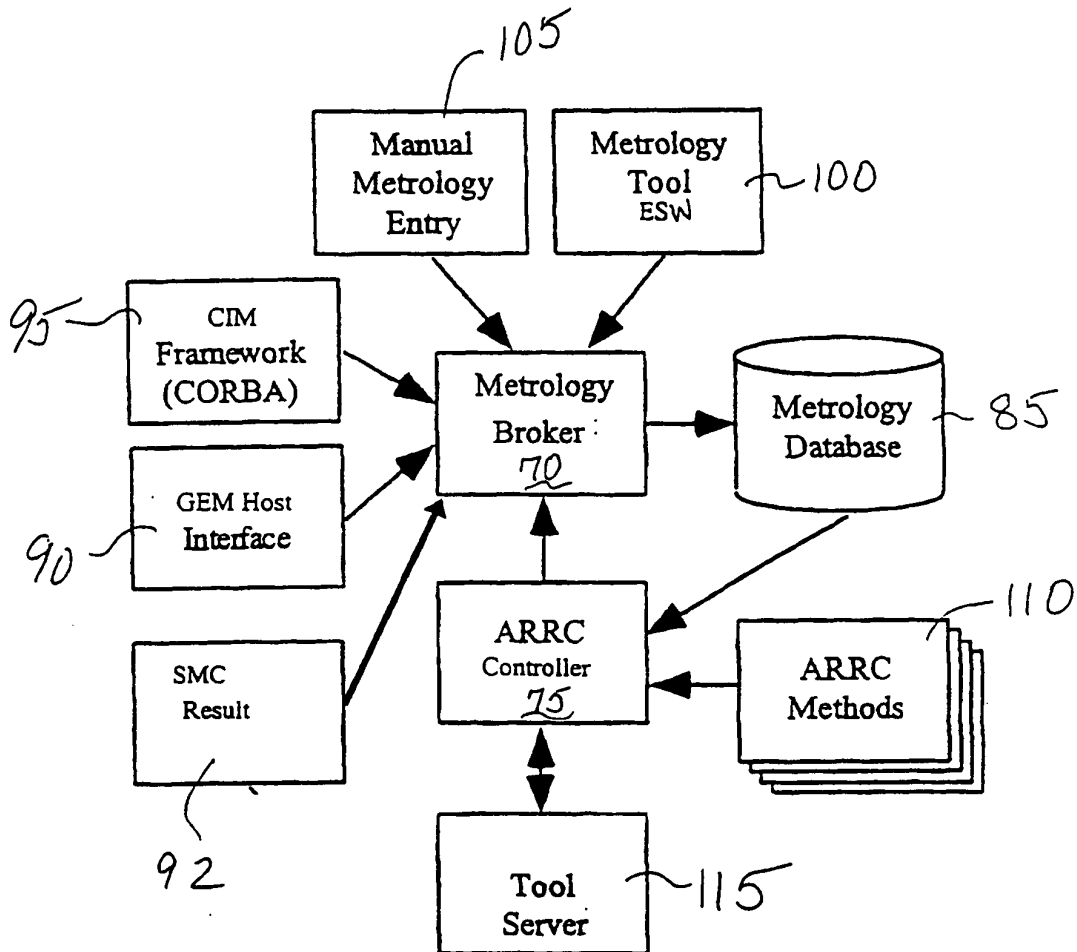 105
Manual
Metrology
Entry
Metrology
Tool
ESW
100
95
CIM
Framework
(CORBA)
Metrology
Broker
70
Metrology
Database
85
GEM Host
Interface
90
ARRC
Controller
75
110
ARRC
Methods
SMC
Result
92
Tool
Server
115